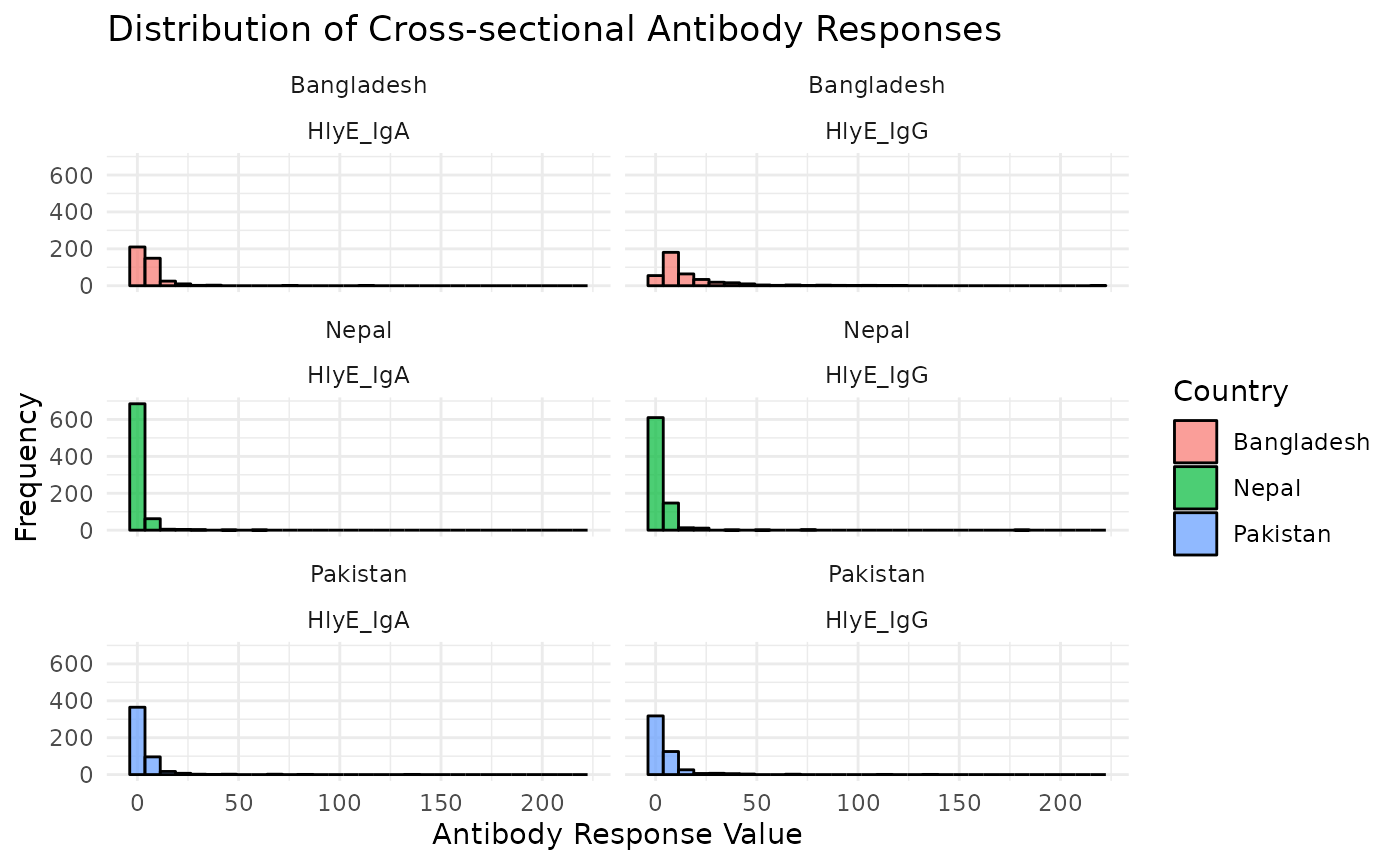 Distribution of Cross-sectional Antibody Responses
Bangladesh
HlyE_IgA
Bangladesh
HlyE_IgG
600
400
200
0
Nepal
HlyE_IgA
Nepal
HlyE_IgG
600
400
200
0
Pakistan
HlyE_IgA
Pakistan
HlyE_IgG
600
400
200
0
0 50 100 150 200
0 50 100 150 200
Antibody Response Value
Frequency
Country
Bangladesh
Nepal
Pakistan